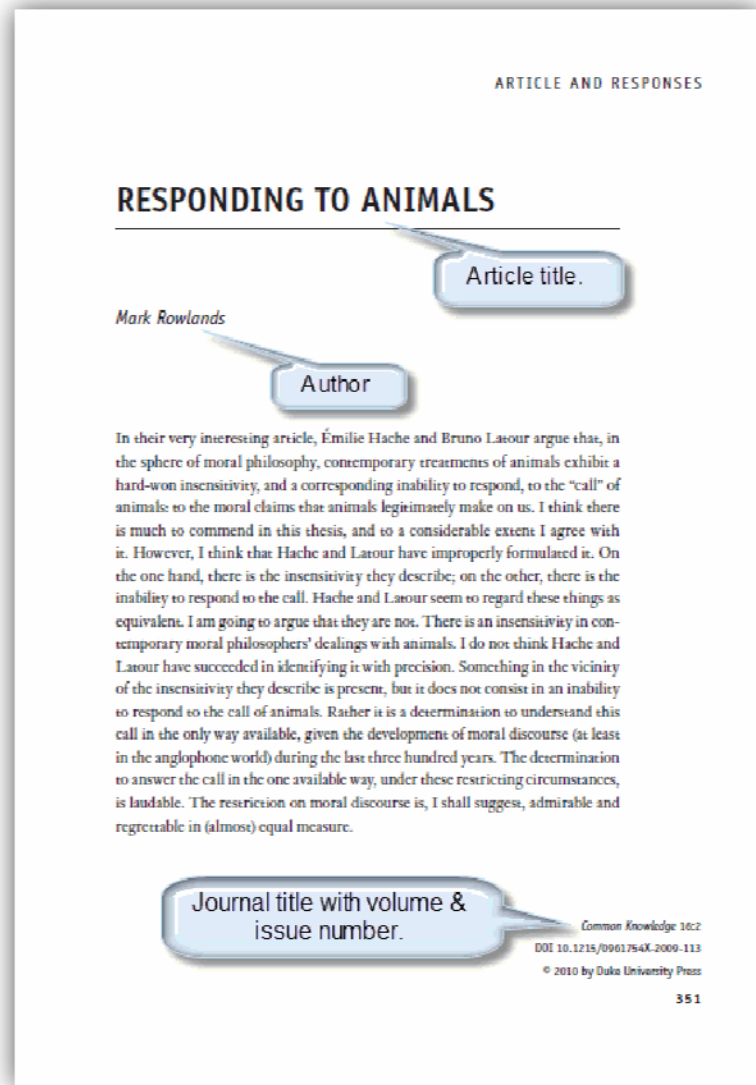 ARTICLE AND RESPONSES
RESPONDING TO ANIMALS
Article title.
Mark Rowlands
Author
In their very interesting article, Émilie Hache and Bruno Latour argue that, in
the sphere of moral philosophy, contemporary treatments of animals exhibit a
hard-won insensitivity, and a corresponding inability to respond, to the “call” of
animals: to the moral claims that animals legitimately make on us. I think there
is much to commend in this thesis, and to a considerable extent I agree with
it. However, I think that Hache and Latour have improperly formulated it. On
the one hand, there is the insensitivity they describe; on the other, there is the
inability to respond to the call. Hache and Latour seem to regard these things as
equivalent. I am going to argue that they are not. There is an insensitivity in con-
temporary moral philosophers’ dealings with animals. I do not think Hache and
Latour have succeeded in identifying it with precision. Something in the vicinity
of the insensitivity they describe is present, but it does not consist in an inability
to respond to the call of animals. Rather it is a determination to understand this
call in the only way available, given the development of moral discourse (at least
in the anglophone world) during the last three hundred years. The determination
to answer the call in the one available way, under these restricting circumstances,
is laudable. The restriction on moral discourse is, I shall suggest, admirable and
regrettable in (almost) equal measure.
Journal title with volume &
issue number.
Common Knowledge 16:2
DOI 10.1215/0961754X-2009-113
© 2010 by Duke University Press
351